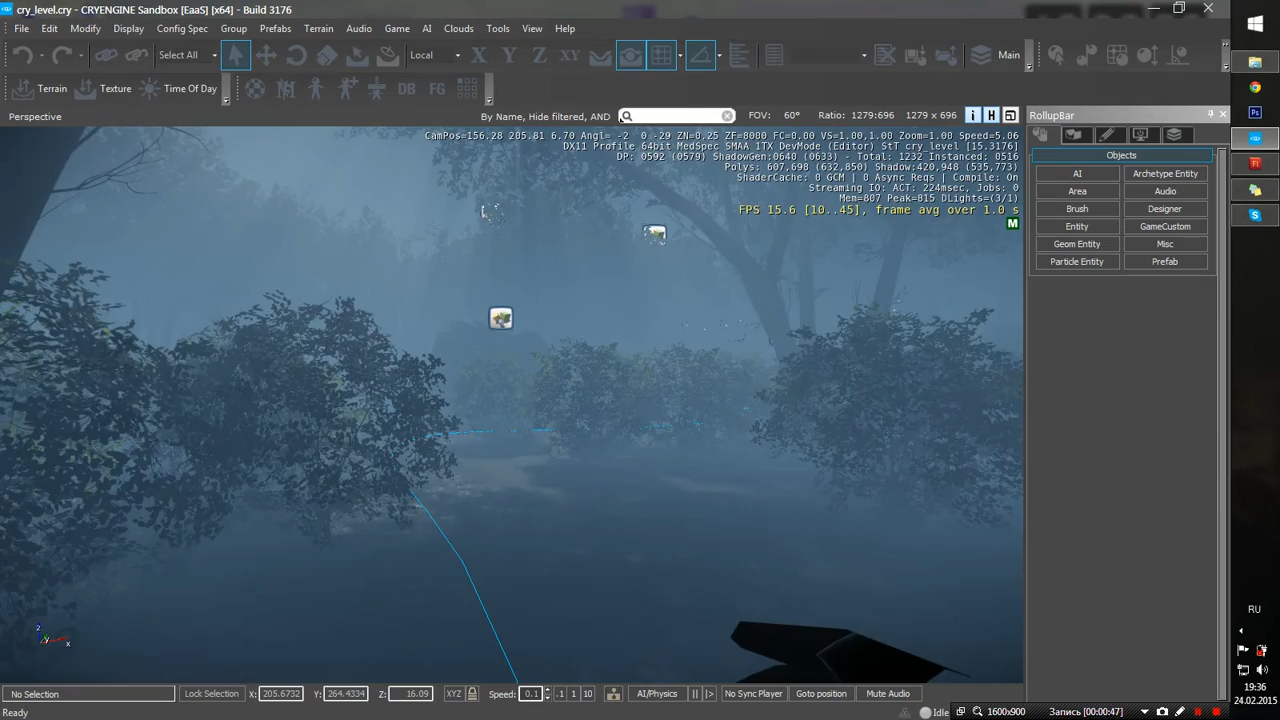 cry_level.cry - CRYENGINE Sandbox [EaaS] [x64] - Build 3176
File Edit Modify Display Config Spec Group Prefabs Terrain Audio Game AI Clouds Tools View Help
Select All Local X Y Z XY Main
Terrain Texture Time Of Day DB FG
Perspective By Name, Hide filtered, AND FOV: 60° Ratio: 1279:696 1279 x 696 i H RollupBar
CamPos=156.28 205.81 6.70 Angl= -2 0 -29 ZN=0.25 ZF=8000 FC=0.00 VS=1.00,1.00 Zoom=1.00 Speed=5.06
DX11 Profile 64bit MedSpec SMAA 1TX DevMode (Editor) StT cry_level [15.3176]
DP: 0592 (0579) ShadowGen:0640 (0633) - Total: 1232 Instanced: 0516
Polys: 607,698 (632,850) Shadow:420,948 (535,773)
ShaderCache: 0 GCM | 0 Async Reqs | Compile: On
Streaming IO: ACT: 224msec, Jobs: 0
Mem=807 Peak=815 DLights=(3/1)
FPS 15.6 [10..45], frame avg over 1.0 s
M
Objects
AI Archetype Entity
Area Audio
Brush Designer
Entity GameCustom
Geom Entity Misc
Particle Entity Prefab
Ps
Fl
S
z
y
x
RU
19:36
24.02.2015
No Selection Lock Selection X: 205.6732 Y: 264.4334 Z: 16.09 XYZ Speed: 0.1 .1 1 10 AI/Physics No Sync Player Goto position Mute Audio
Ready Idle 1600x900 Запись [00:00:47]